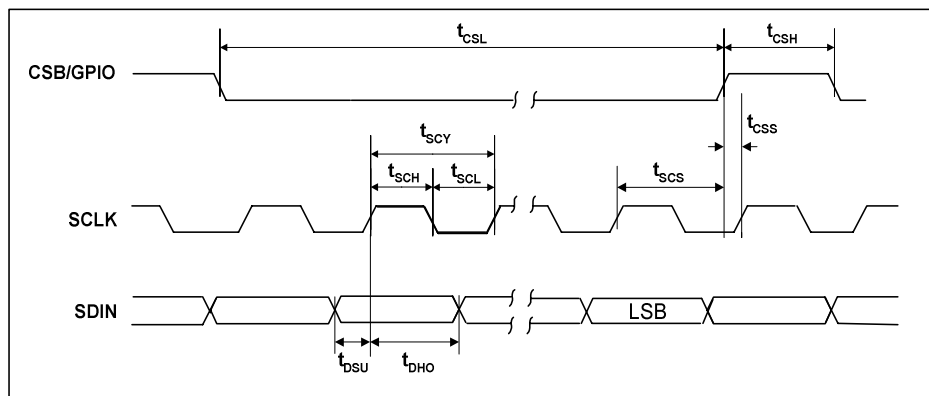 tCSL
tCSH
CSB/GPIO
tCSS
tSCY
tSCH
tSCL
tSCS
SCLK
SDIN
LSB
tDSU
tDHO